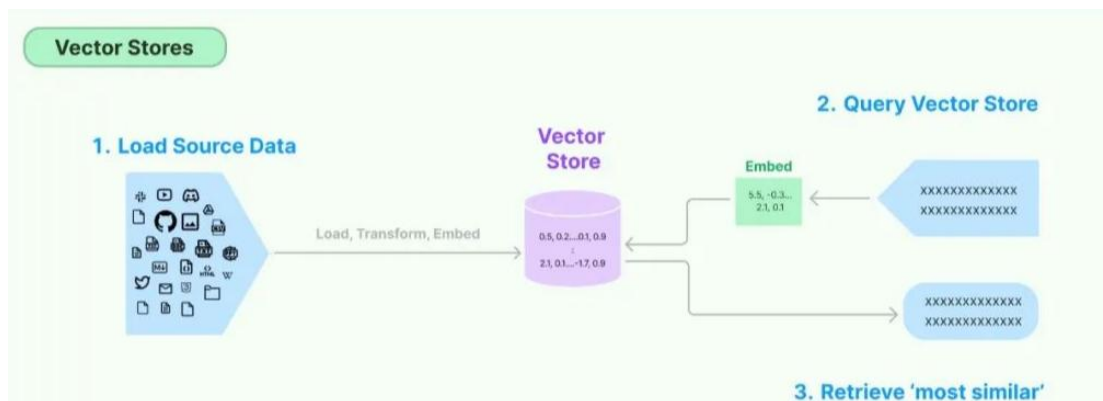 Vector Stores
2. Query Vector Store
1. Load Source Data
Vector
Store
Embed
5.5, -0.3...
2.1, 0.1
XXXXXXXXXXXXX
XXXXXXXXXXXXX
Load, Transform, Embed
0.5, 0.2....0.1, 0.9
:
2.1, 0.1....-1.7, 0.9
M↓
HTML
W
XXXXXXXXXXXXX
XXXXXXXXXXXXX
3. Retrieve ‘most similar’